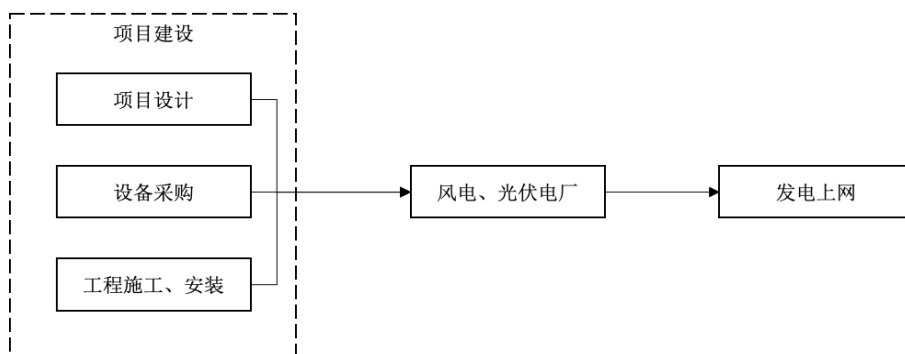 项目建设
项目设计
设备采购
工程施工、安装
风电、光伏电厂
发电上网